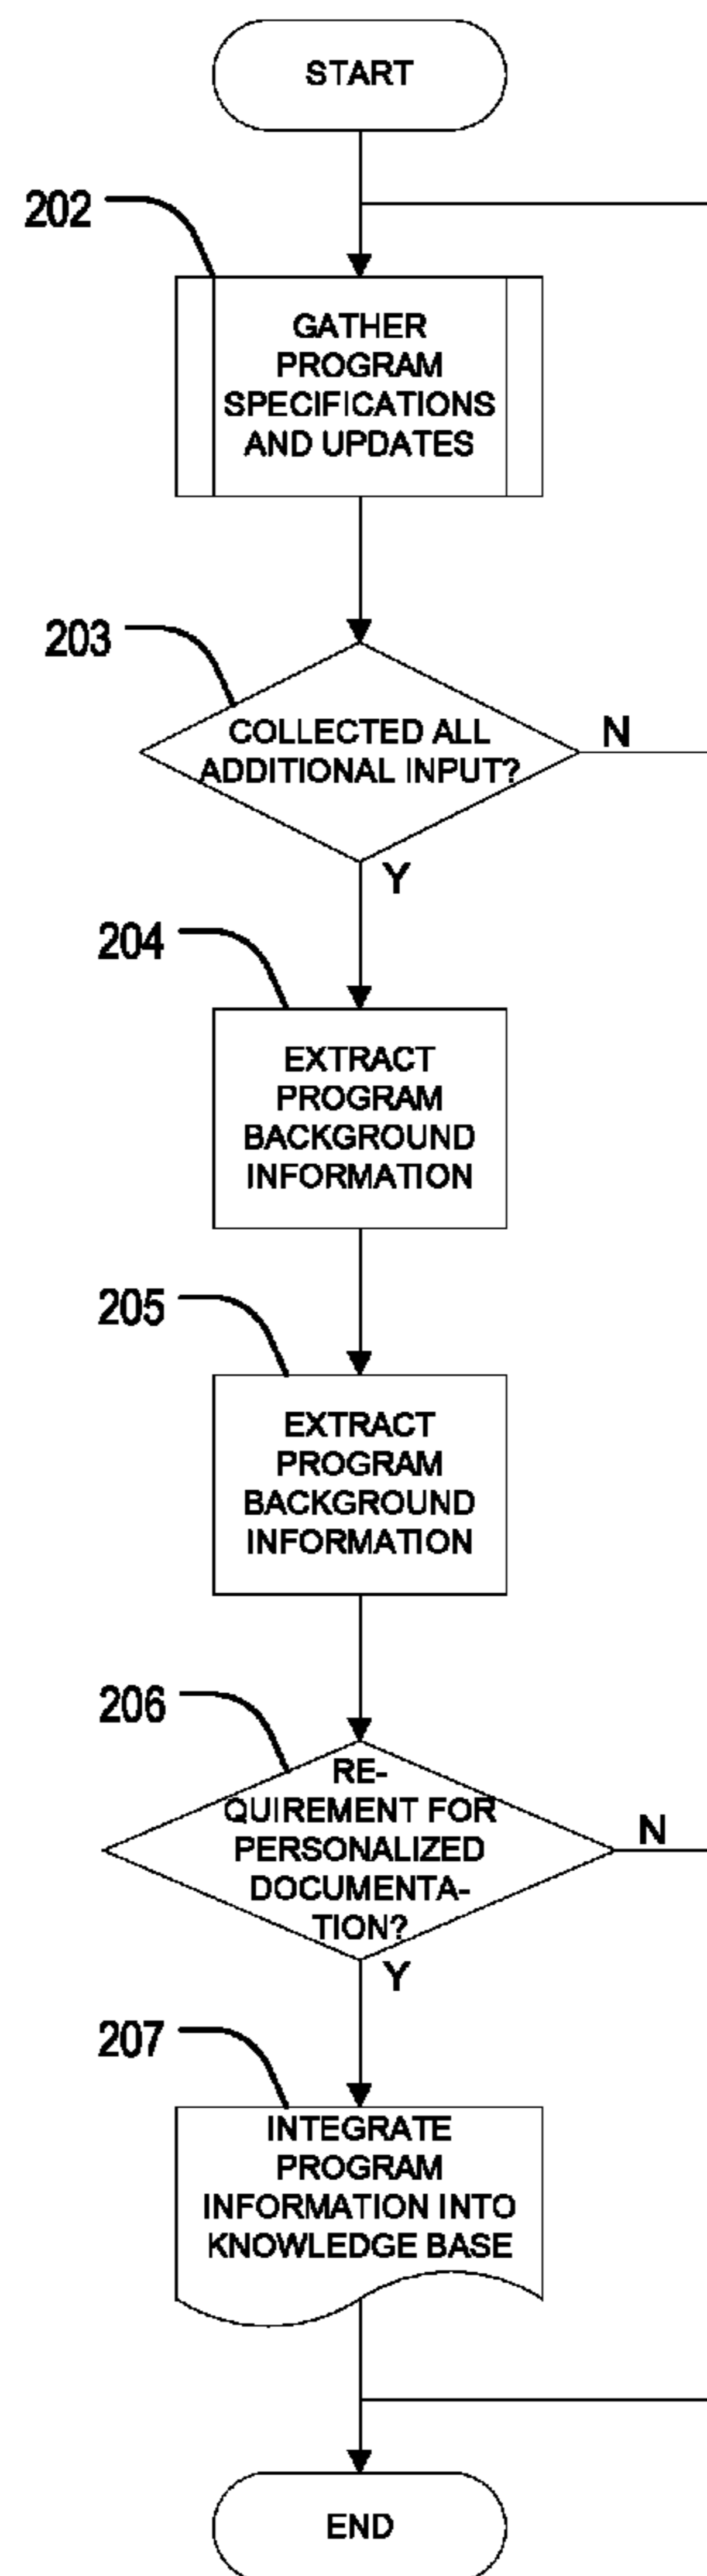 START
202
GATHER
PROGRAM
SPECIFICATIONS
AND UPDATES
203
COLLECTED ALL
ADDITIONAL INPUT?
N
Y
204
EXTRACT
PROGRAM
BACKGROUND
INFORMATION
205
EXTRACT
PROGRAM
BACKGROUND
INFORMATION
206
RE-
QUIREMENT FOR
PERSONALIZED
DOCUMENTA-
TION?
N
Y
207
INTEGRATE
PROGRAM
INFORMATION INTO
KNOWLEDGE BASE
END